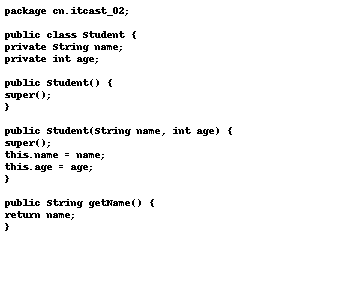 package cn.itcast_02;
public class Student {
private String name;
private int age;
public Student() {
super();
}
public Student(String name, int age) {
super();
this.name = name;
this.age = age;
}
public String getName() {
return name;
}